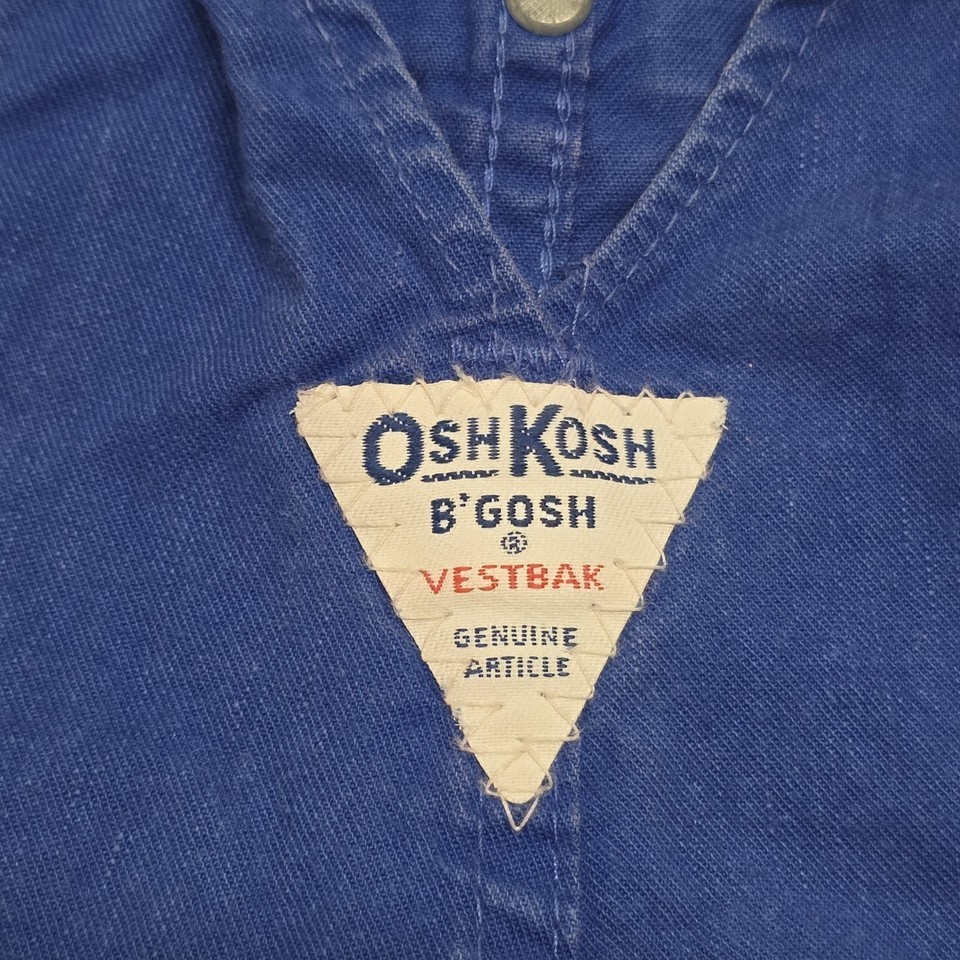 OSHKOSH
B'GOSH
®
VESTBAK
GENUINE
ARTICLE